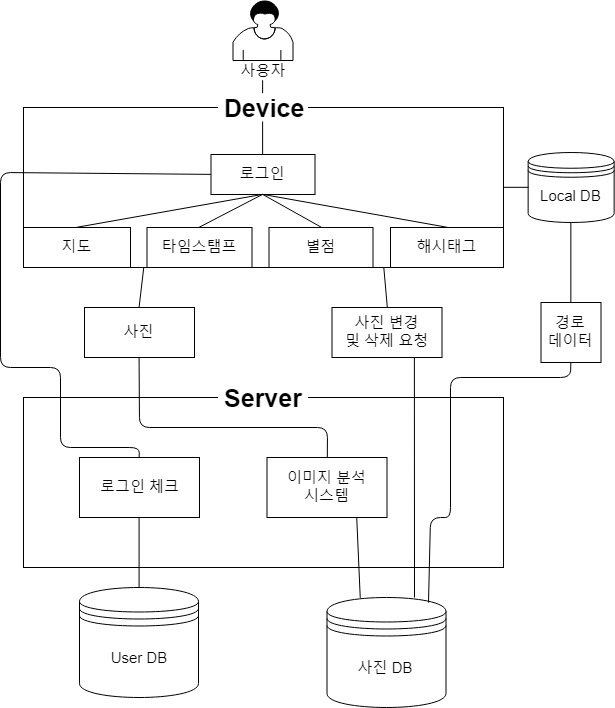 사용자
Device
로그인
Local DB
지도
타임스탬프
별점
해시태그
사진
사진 변경
및 삭제 요청
경로
데이터
Server
로그인 체크
이미지 분석
시스템
User DB
사진 DB